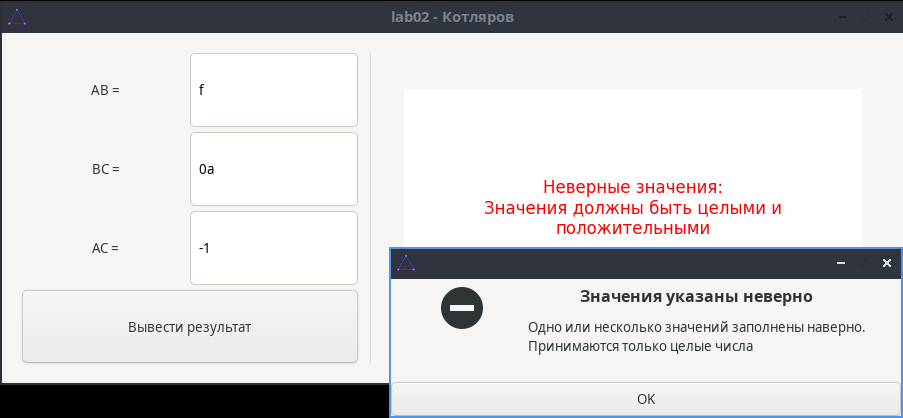 lab02 - Котляров
AB =
f
BC =
0a
AC =
-1
Вывести результат
Неверные значения:
Значения должны быть целыми и
положительными
Значения указаны неверно
Одно или несколько значений заполнены наверно.
Принимаются только целые числа
OK